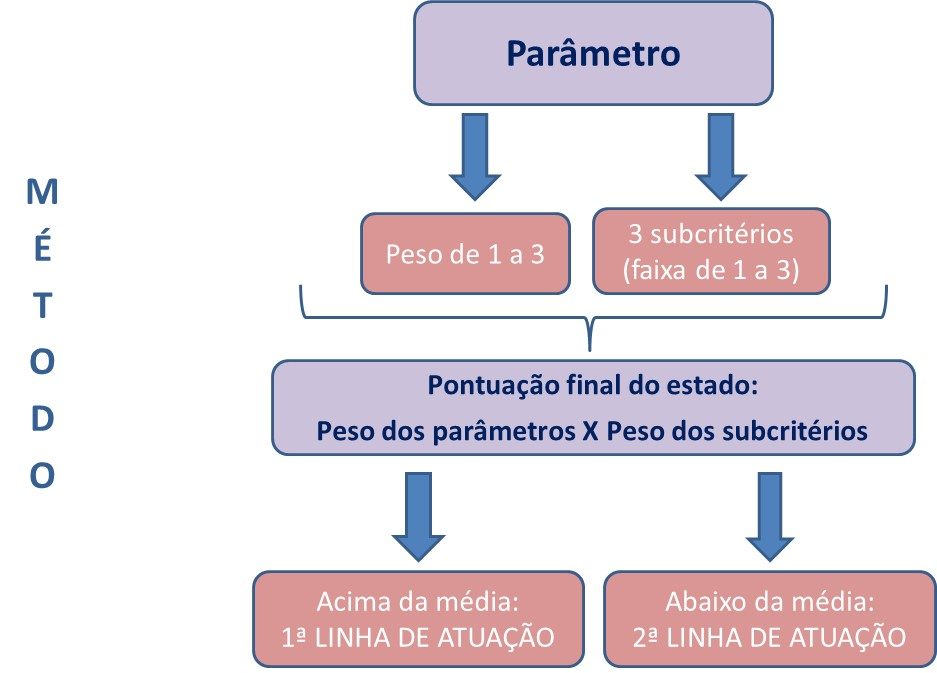 MÉTODO
Parâmetro
Peso de 1 a 3
3 subcritérios
(faixa de 1 a 3)
Pontuação final do estado:
Peso dos parâmetros X Peso dos subcritérios
Acima da média:
1ª LINHA DE ATUAÇÃO
Abaixo da média:
2ª LINHA DE ATUAÇÃO